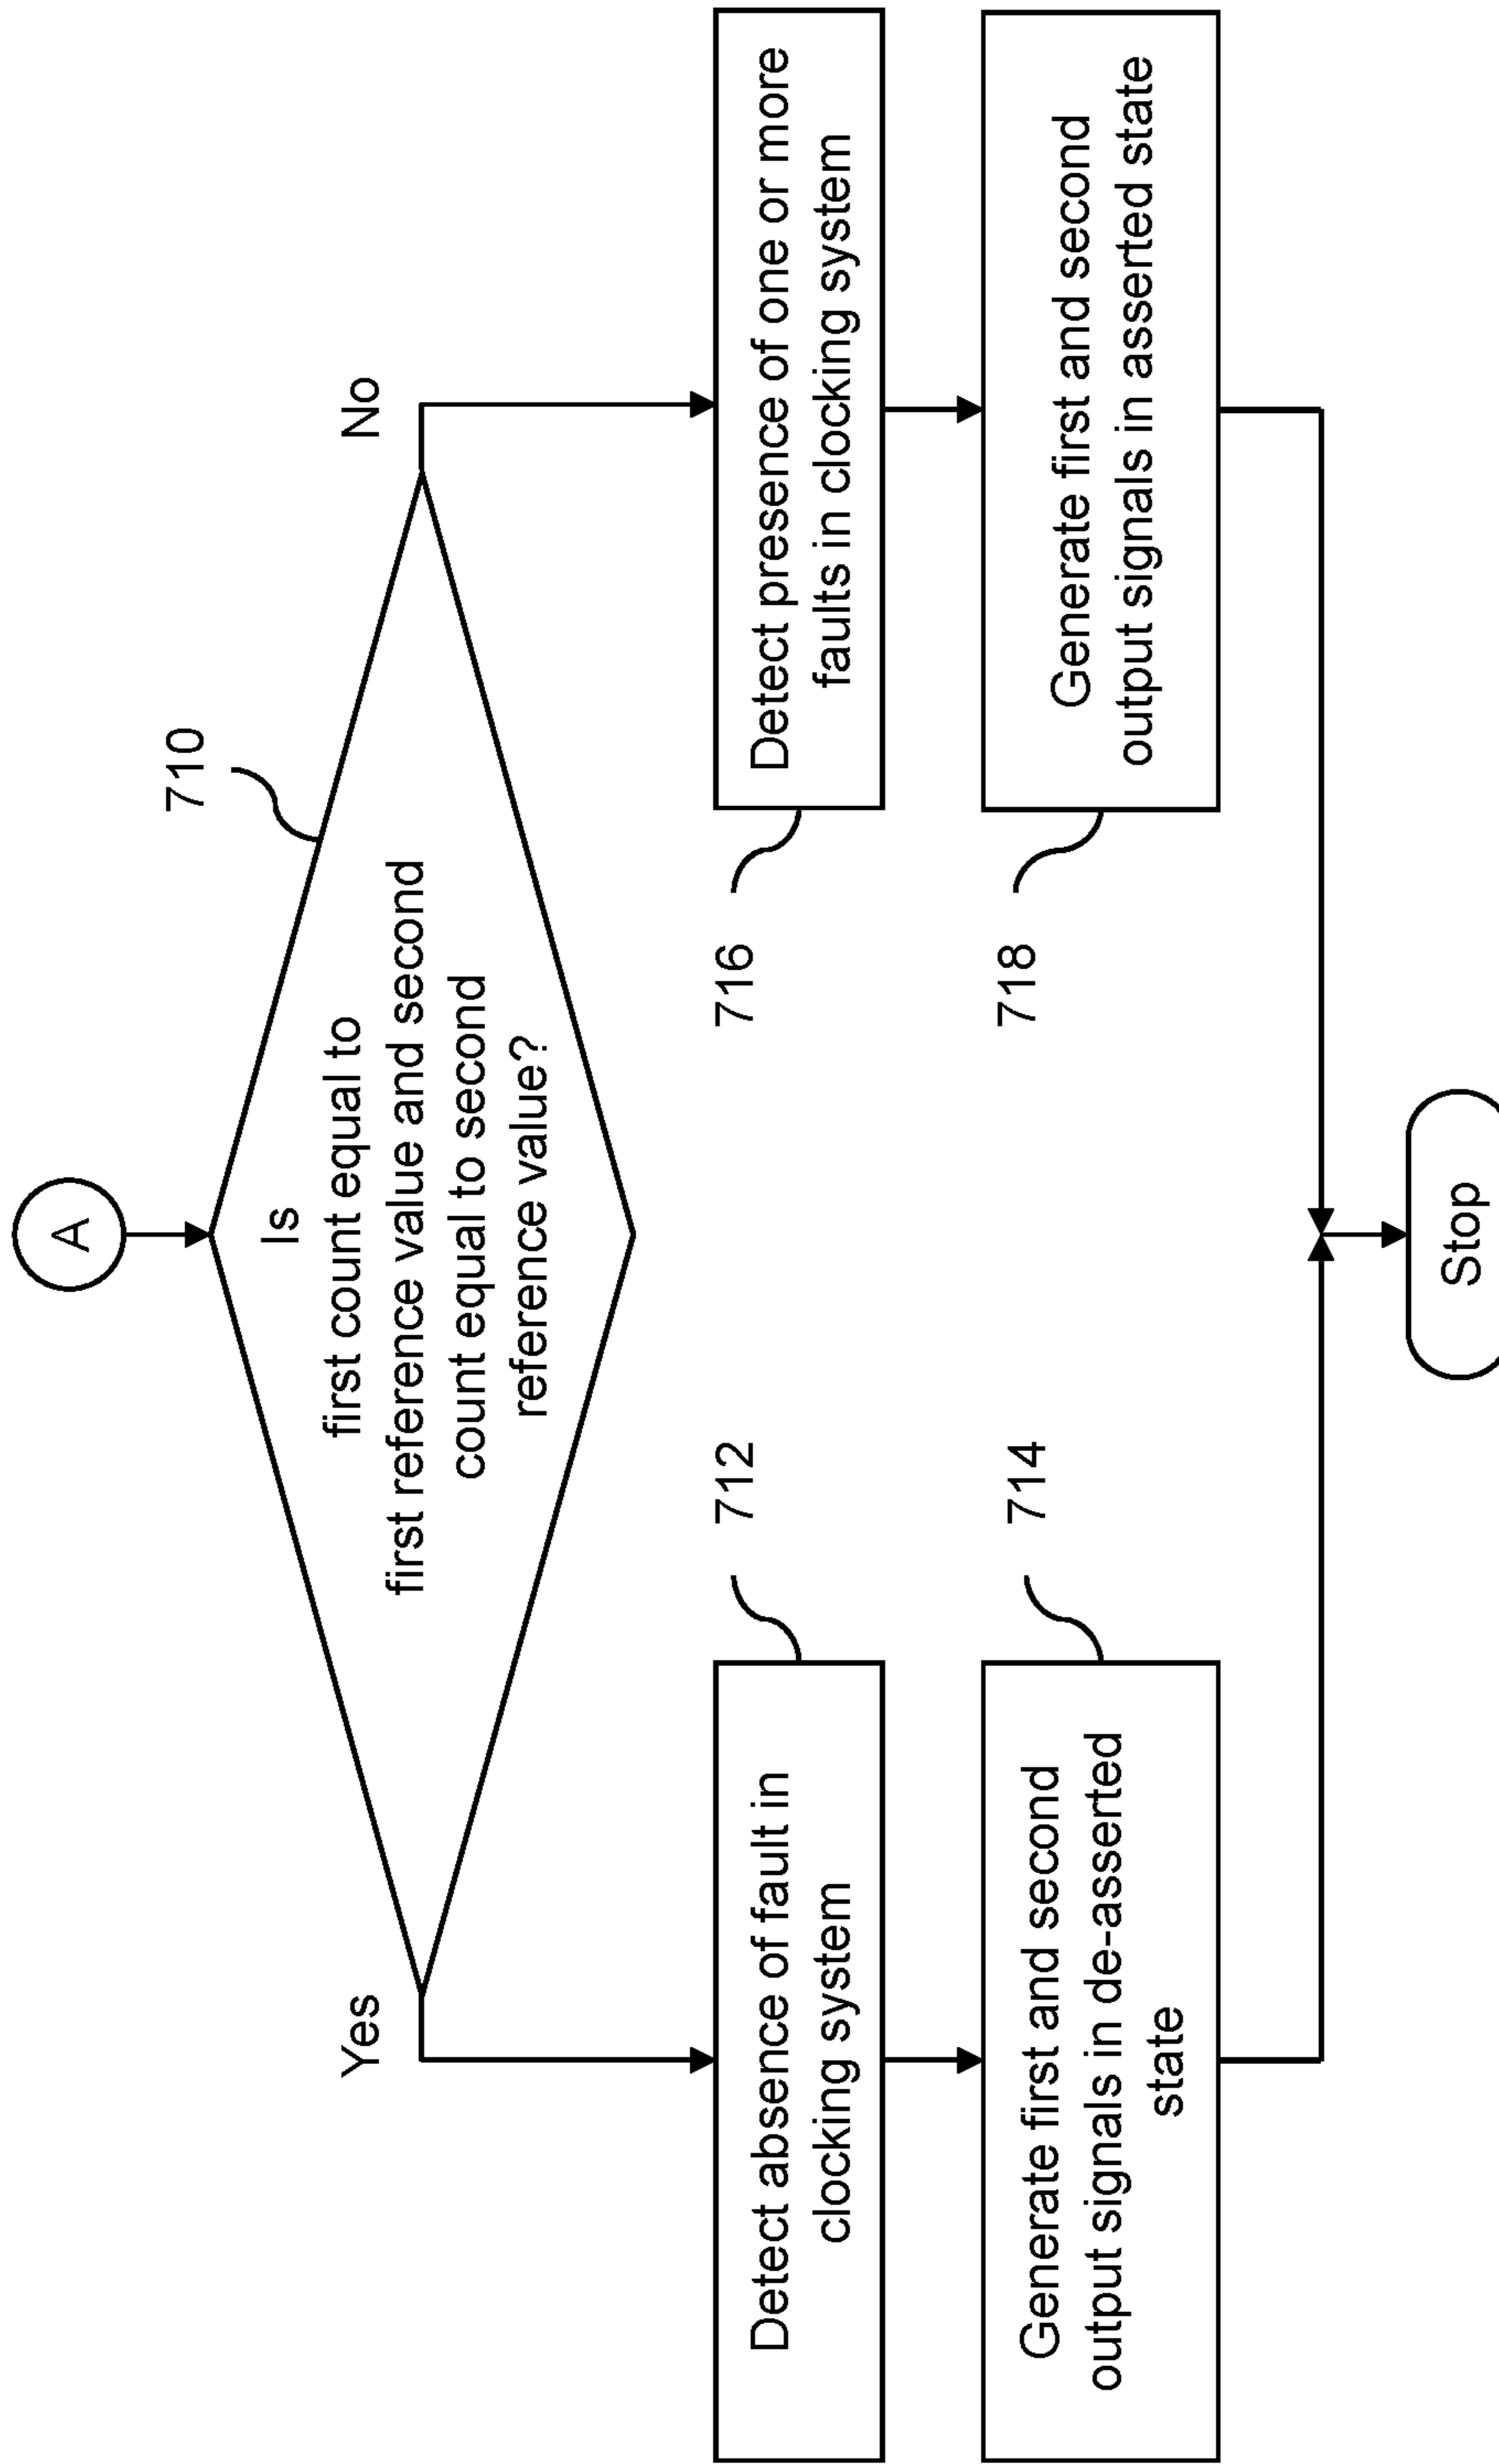 A
710
Is
first count equal to
first reference value and second
count equal to second
reference value?
Yes
No
712
Detect absence of fault in
clocking system
716
Detect presence of one or more
faults in clocking system
714
Generate first and second
output signals in de-asserted
state
718
Generate first and second
output signals in asserted state
Stop